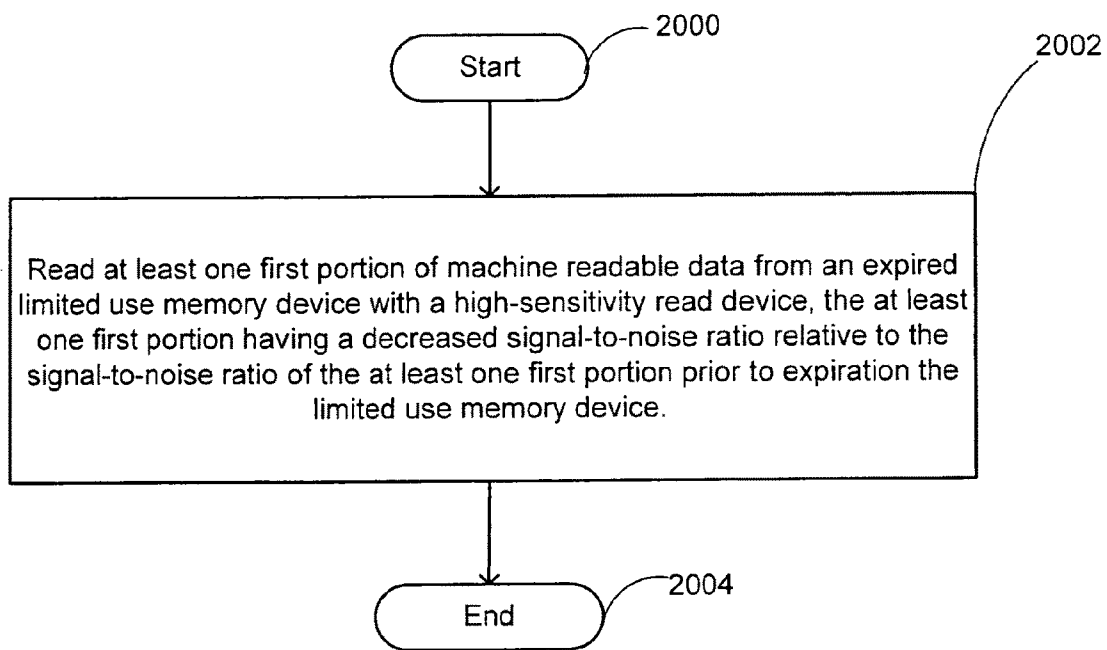 2000
Start
2002
Read at least one first portion of machine readable data from an expired
limited use memory device with a high-sensitivity read device, the at least
one first portion having a decreased signal-to-noise ratio relative to the
signal-to-noise ratio of the at least one first portion prior to expiration the
limited use memory device.
2004
End